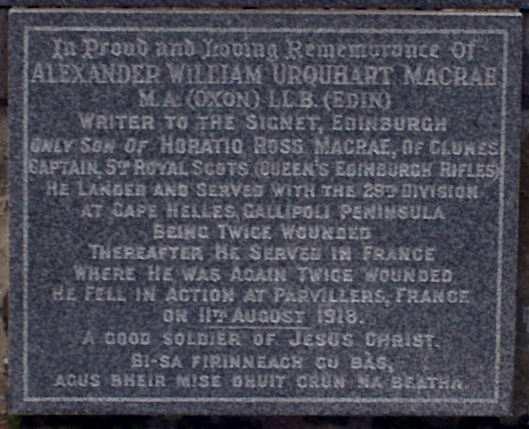 In Proud and Loving Remembrance Of
ALEXANDER WILLIAM URQUHART MACRAE
M.A. (OXON) LL.B. (EDIN)
WRITER TO THE SIGNET, EDINBURGH
ONLY SON OF HORATIO ROSS MACRAE, OF CLUNES
CAPTAIN, 5TH ROYAL SCOTS (QUEEN'S EDINBURGH RIFLES)
HE LANDED AND SERVED WITH THE 29TH DIVISION
AT CAPE HELLES, GALLIPOLI PENINSULA
BEING TWICE WOUNDED
THEREAFTER HE SERVED IN FRANCE
WHERE HE WAS AGAIN TWICE WOUNDED
HE FELL IN ACTION AT PARVILLERS, FRANCE
ON 11TH AUGUST 1918.
A GOOD SOLDIER OF JESUS CHRIST.
BI-SA FIRINNEACH GU BÀS,
AGUS BHEIR MISE DHUIT CRÙN NA BEATHA.